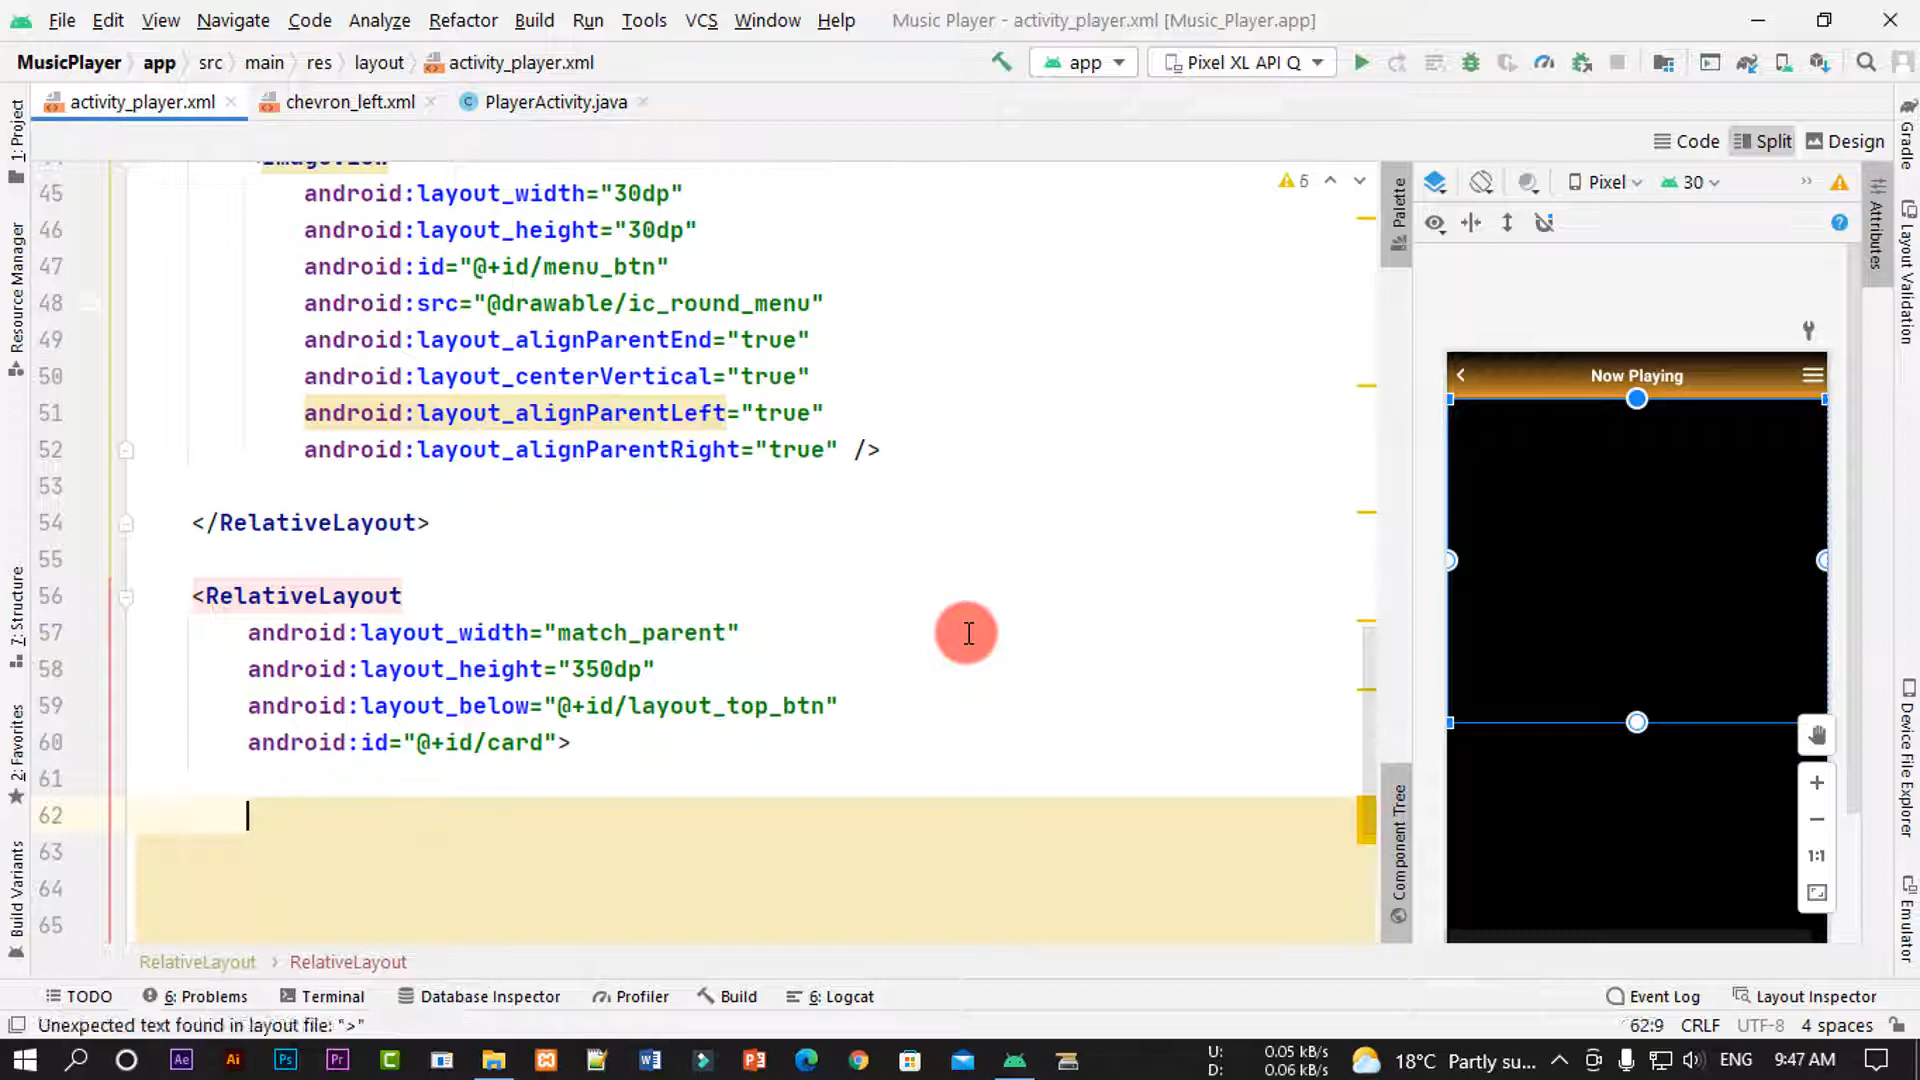 File Edit View Navigate Code Analyze Refactor Build Run Tools VCS Window Help Music Player - activity_player.xml [Music_Player.app]
MusicPlayer app src main res layout activity_player.xml app Pixel XL API Q
activity_player.xml chevron_left.xml PlayerActivity.java
Code Split Design
1: Project
Resource Manager
7: Structure
2: Favorites
Build Variants
45 android:layout_width="30dp"
46 android:layout_height="30dp"
47 android:id="@+id/menu_btn"
48 android:src="@drawable/ic_round_menu"
49 android:layout_alignParentEnd="true"
50 android:layout_centerVertical="true"
51 android:layout_alignParentLeft="true"
52 android:layout_alignParentRight="true" />
53
54 </RelativeLayout>
55
56 <RelativeLayout
57 android:layout_width="match_parent"
58 android:layout_height="350dp"
59 android:layout_below="@+id/layout_top_btn"
60 android:id="@+id/card">
61
62
63
64
65
6
Palette
Component Tree
Pixel 30
Now Playing
1:1
Attributes
Gradle
Layout Validation
Device File Explorer
Emulator
RelativeLayout RelativeLayout
TODO 6: Problems Terminal Database Inspector Profiler Build 6: Logcat Event Log Layout Inspector
Unexpected text found in layout file: ">" 62:9 CRLF UTF-8 4 spaces
Ae Ai Ps Pr C U: 0.05 kB/s
D: 0.06 kB/s
18°C Partly su... ENG 9:47 AM